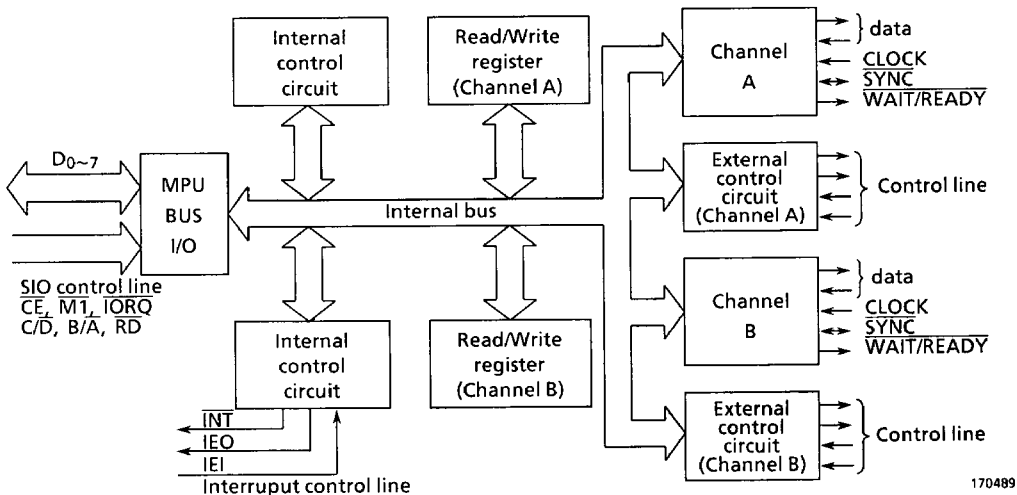 Internal
control
circuit
Read/Write
register
(Channel A)
Channel
A
data
CLOCK
SYNC
WAIT/READY
D0~7
MPU
BUS
I/O
Internal bus
External
control
circuit
(Channel A)
Control line
SIO control line
CE, M1, IORQ
C/D, B/A, RD
Internal
control
circuit
Read/Write
register
(Channel B)
Channel
B
data
CLOCK
SYNC
WAIT/READY
INT
IEO
IEI
Interruput control line
External
control
circuit
(Channel B)
Control line
170489